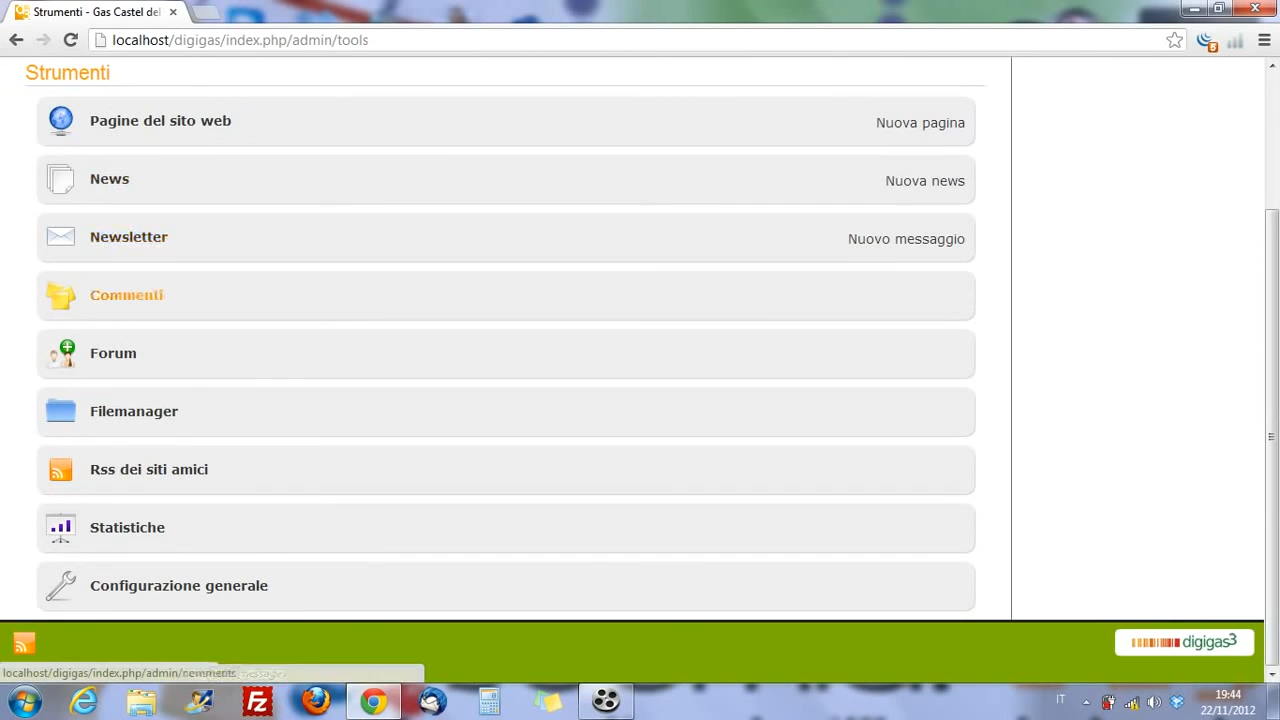 Strumenti - Gas Castel del
localhost/digigas/index.php/admin/tools
5
Strumenti
Pagine del sito web
Nuova pagina
News
Nuova news
Newsletter
Nuovo messaggio
Commenti
Forum
Filemanager
Rss dei siti amici
Statistiche
Configurazione generale
digigas3
localhost/digigas/index.php/admin/
IT
19:44
22/11/2012